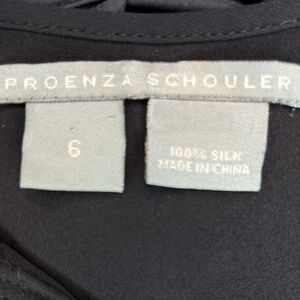 PROENZA SCHOULER
6
100% SILK
MADE IN CHINA